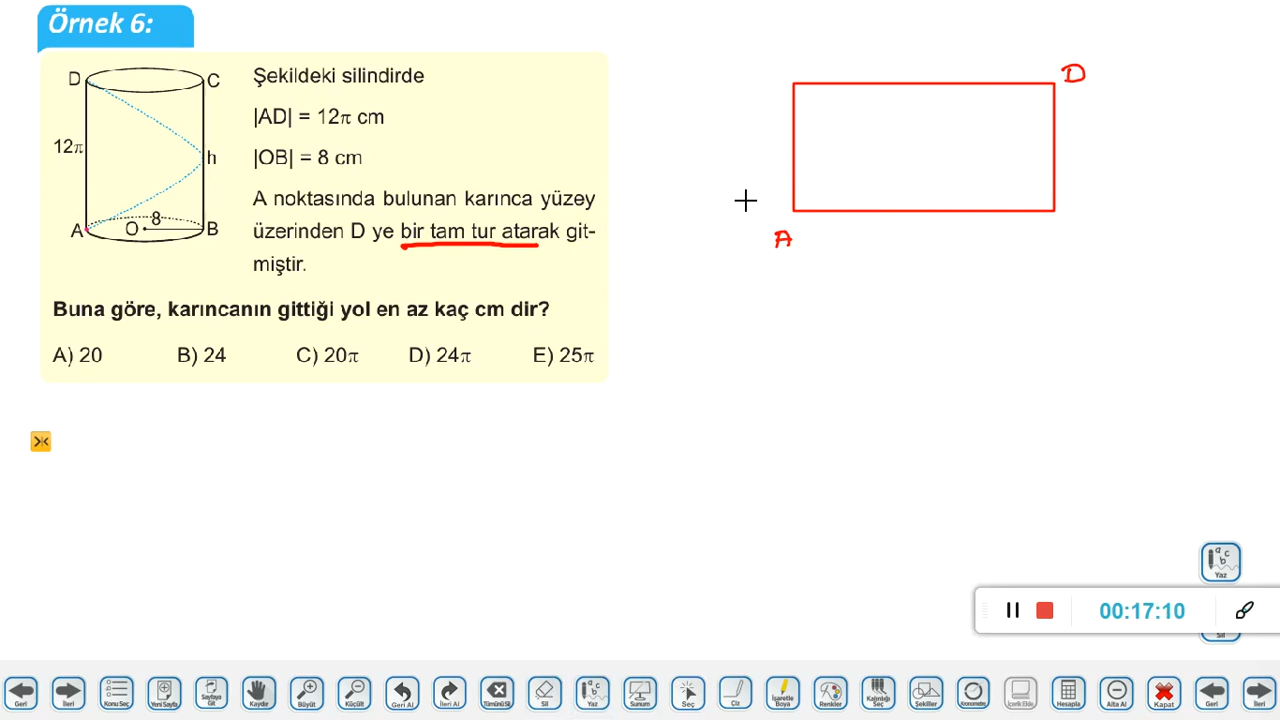 Örnek 6:
D
C
12π
h
8
A
O
B
Şekildeki silindirde
|AD| = 12π cm
|OB| = 8 cm
A noktasında bulunan karınca yüzey
üzerinden D ye bir tam tur atarak git-
miştir.
Buna göre, karıncanın gittiği yol en az kaç cm dir?
A) 20 B) 24 C) 20π D) 24π E) 25π
D
A
a b c
Yaz
00:17:10
Sil
Geri İleri Konu Seç Yeni Sayfa Sayfaya Git Kaydır Büyüt Küçült Geri Al İleri Al Tümünü Sil Sil Yaz Sunum Seç Çiz İşaretle Boya Renkler Kalınlığı Seç Şekiller Kronometre İçerik Ekle Hesapla Alta Al Kapat Geri İleri